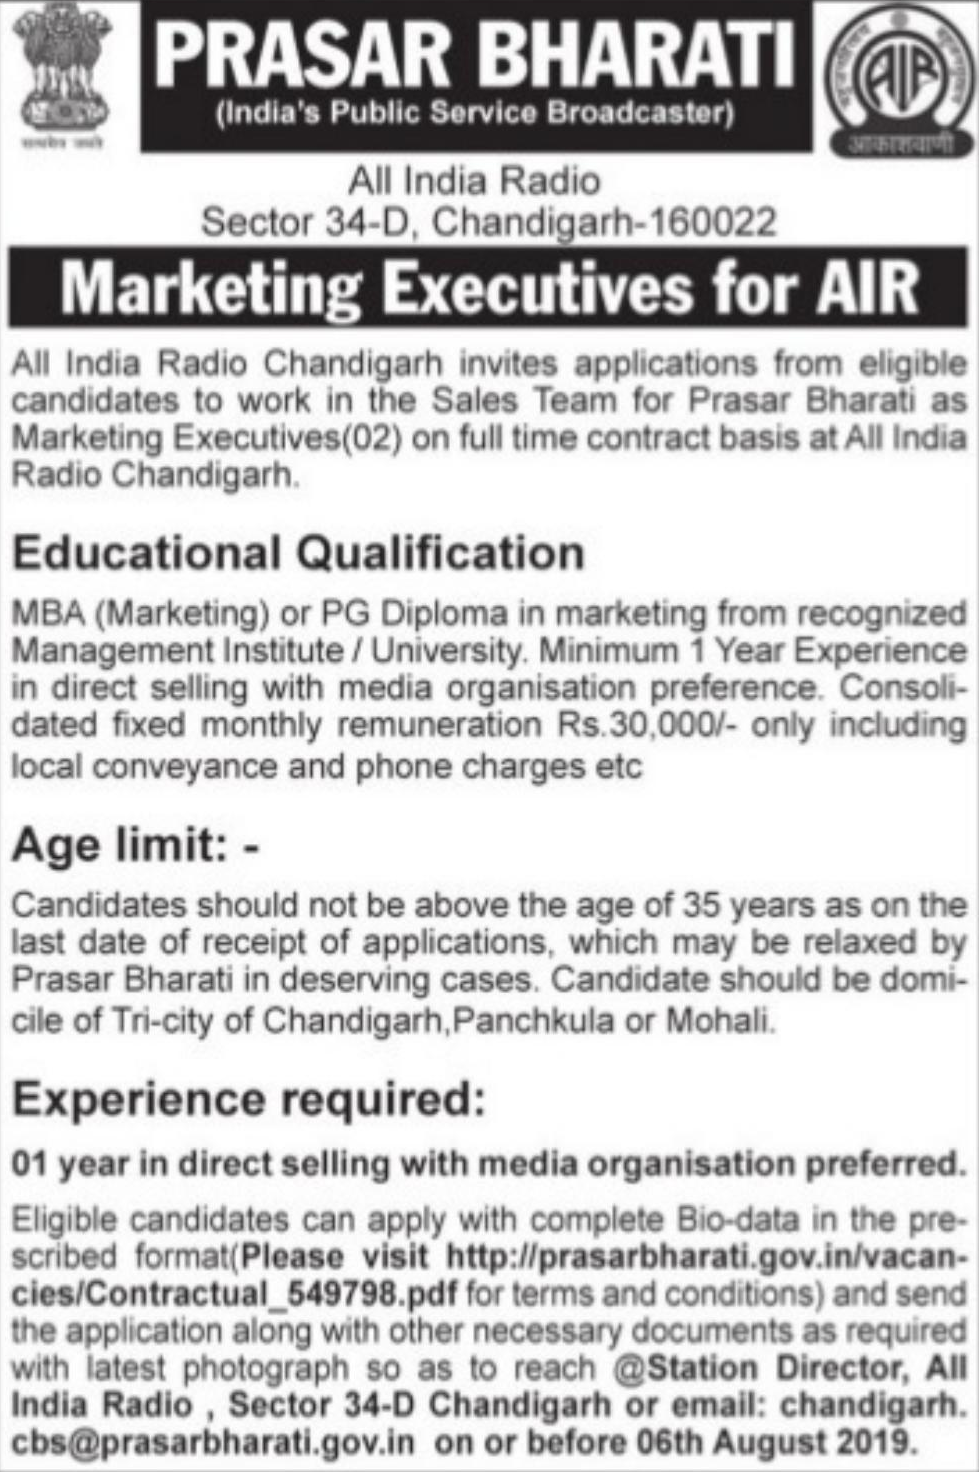 PRASAR BHARATI
(India's Public Service Broadcaster)
सत्यमेव जयते
आकाशवाणी
All India Radio
Sector 34-D, Chandigarh-160022
Marketing Executives for AIR
All India Radio Chandigarh invites applications from eligible
candidates to work in the Sales Team for Prasar Bharati as
Marketing Executives(02) on full time contract basis at All India
Radio Chandigarh.
Educational Qualification
MBA (Marketing) or PG Diploma in marketing from recognized
Management Institute / University. Minimum 1 Year Experience
in direct selling with media organisation preference. Consoli-
dated fixed monthly remuneration Rs.30,000/- only including
local conveyance and phone charges etc
Age limit: -
Candidates should not be above the age of 35 years as on the
last date of receipt of applications, which may be relaxed by
Prasar Bharati in deserving cases. Candidate should be domi-
cile of Tri-city of Chandigarh,Panchkula or Mohali.
Experience required:
01 year in direct selling with media organisation preferred.
Eligible candidates can apply with complete Bio-data in the pre-
scribed format(Please visit http://prasarbharati.gov.in/vacan-
cies/Contractual_549798.pdf for terms and conditions) and send
the application along with other necessary documents as required
with latest photograph so as to reach @Station Director, All
India Radio , Sector 34-D Chandigarh or email: chandigarh.
cbs@prasarbharati.gov.in on or before 06th August 2019.